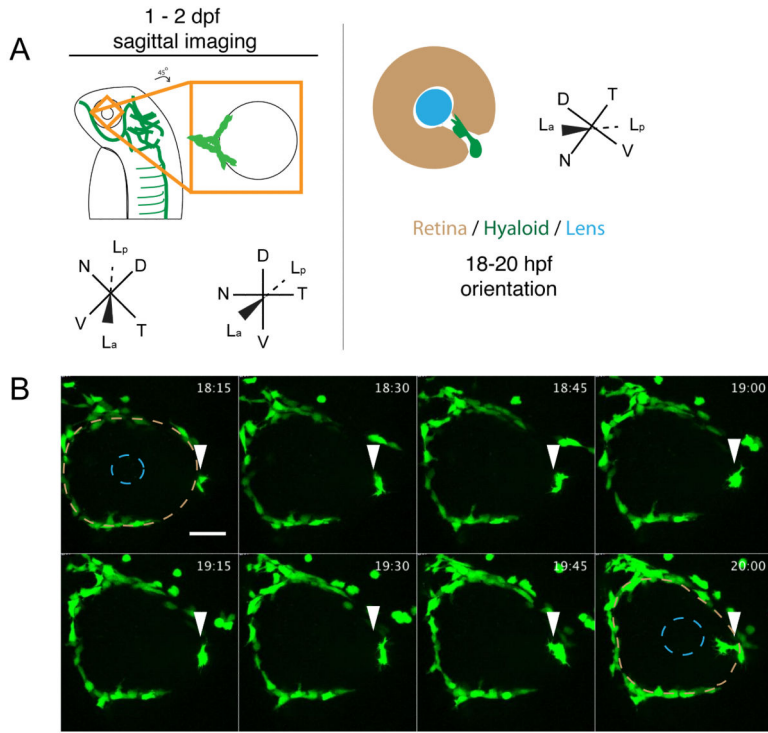 A
1 - 2 dpf
sagittal imaging
45°
N
Lp
D
V
La
T
D
Lp
N
T
La
V
D
T
La
Lp
N
V
Retina / Hyaloid / Lens
18-20 hpf
orientation
B
18:15
18:30
18:45
19:00
19:15
19:30
19:45
20:00